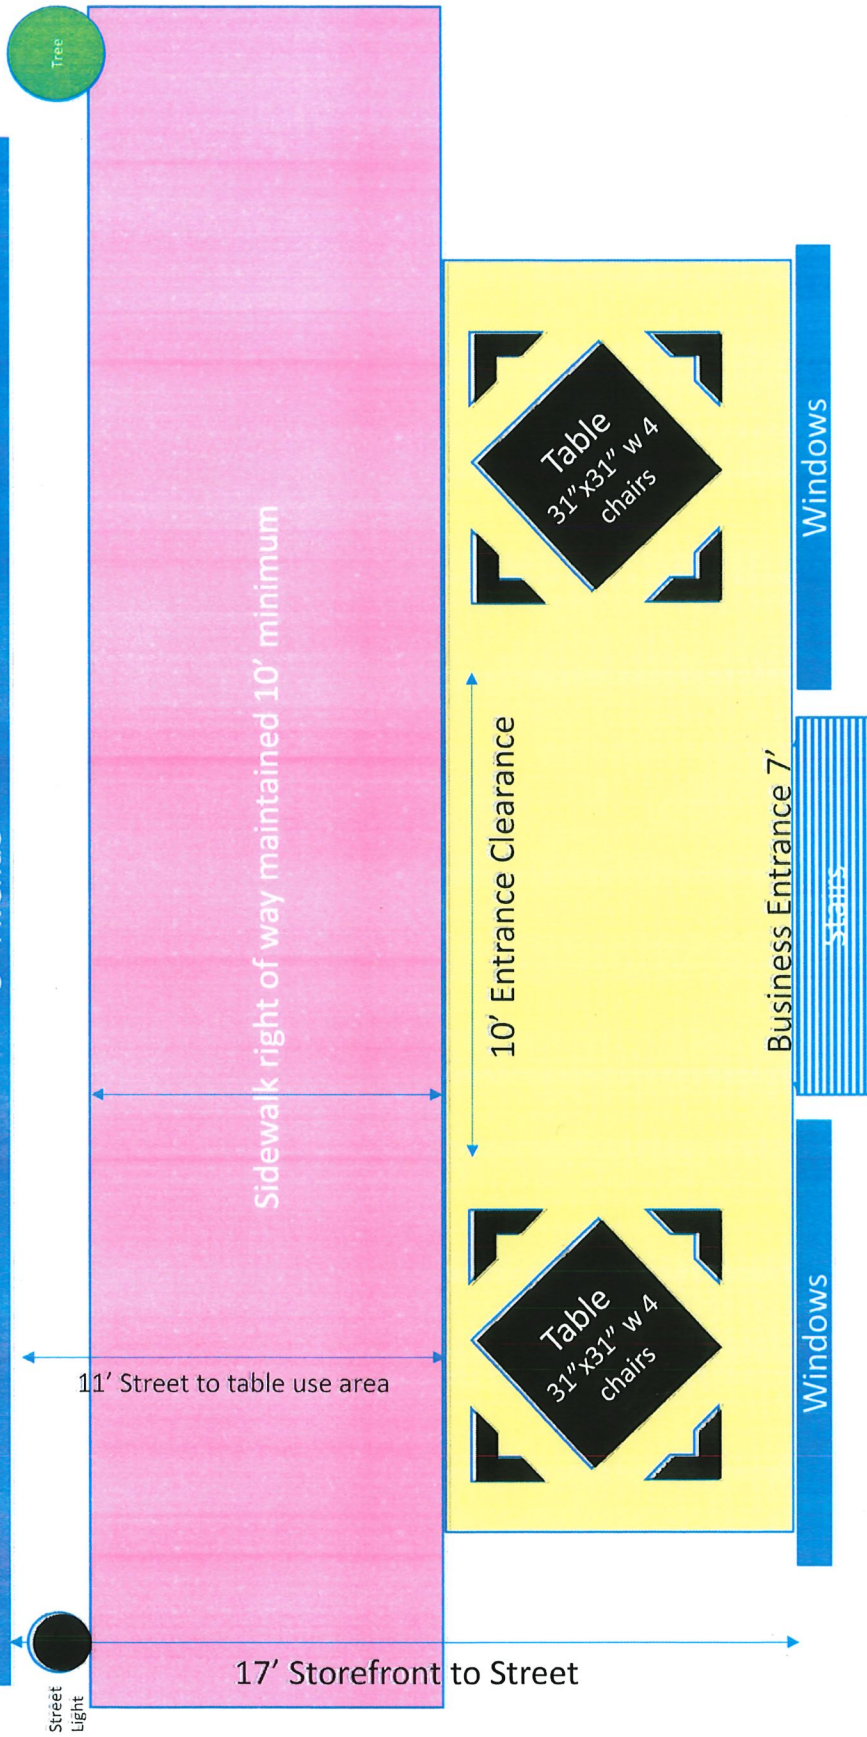 Tree
Sidewalk right of way maintained 10' minimum
11' Street to table use area
17' Storefront to Street
Street
Light
Table
31"x31" w 4
chairs
10' Entrance Clearance
Table
31"x31" w 4
chairs
Business Entrance 7'
Windows
Stairs
Windows